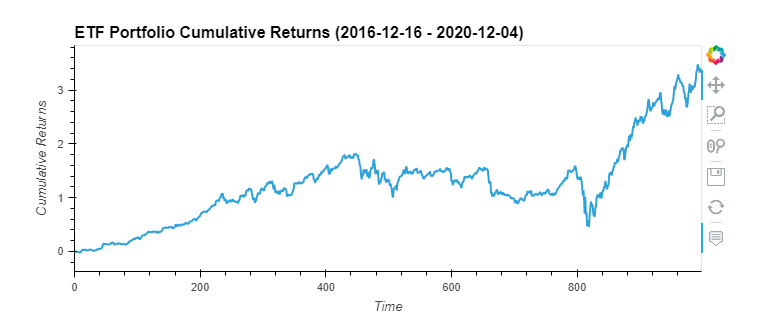 ETF Portfolio Cumulative Returns (2016-12-16 - 2020-12-04)
3
2
1
0
Cumulative Returns
0 200 400 600 800
Time